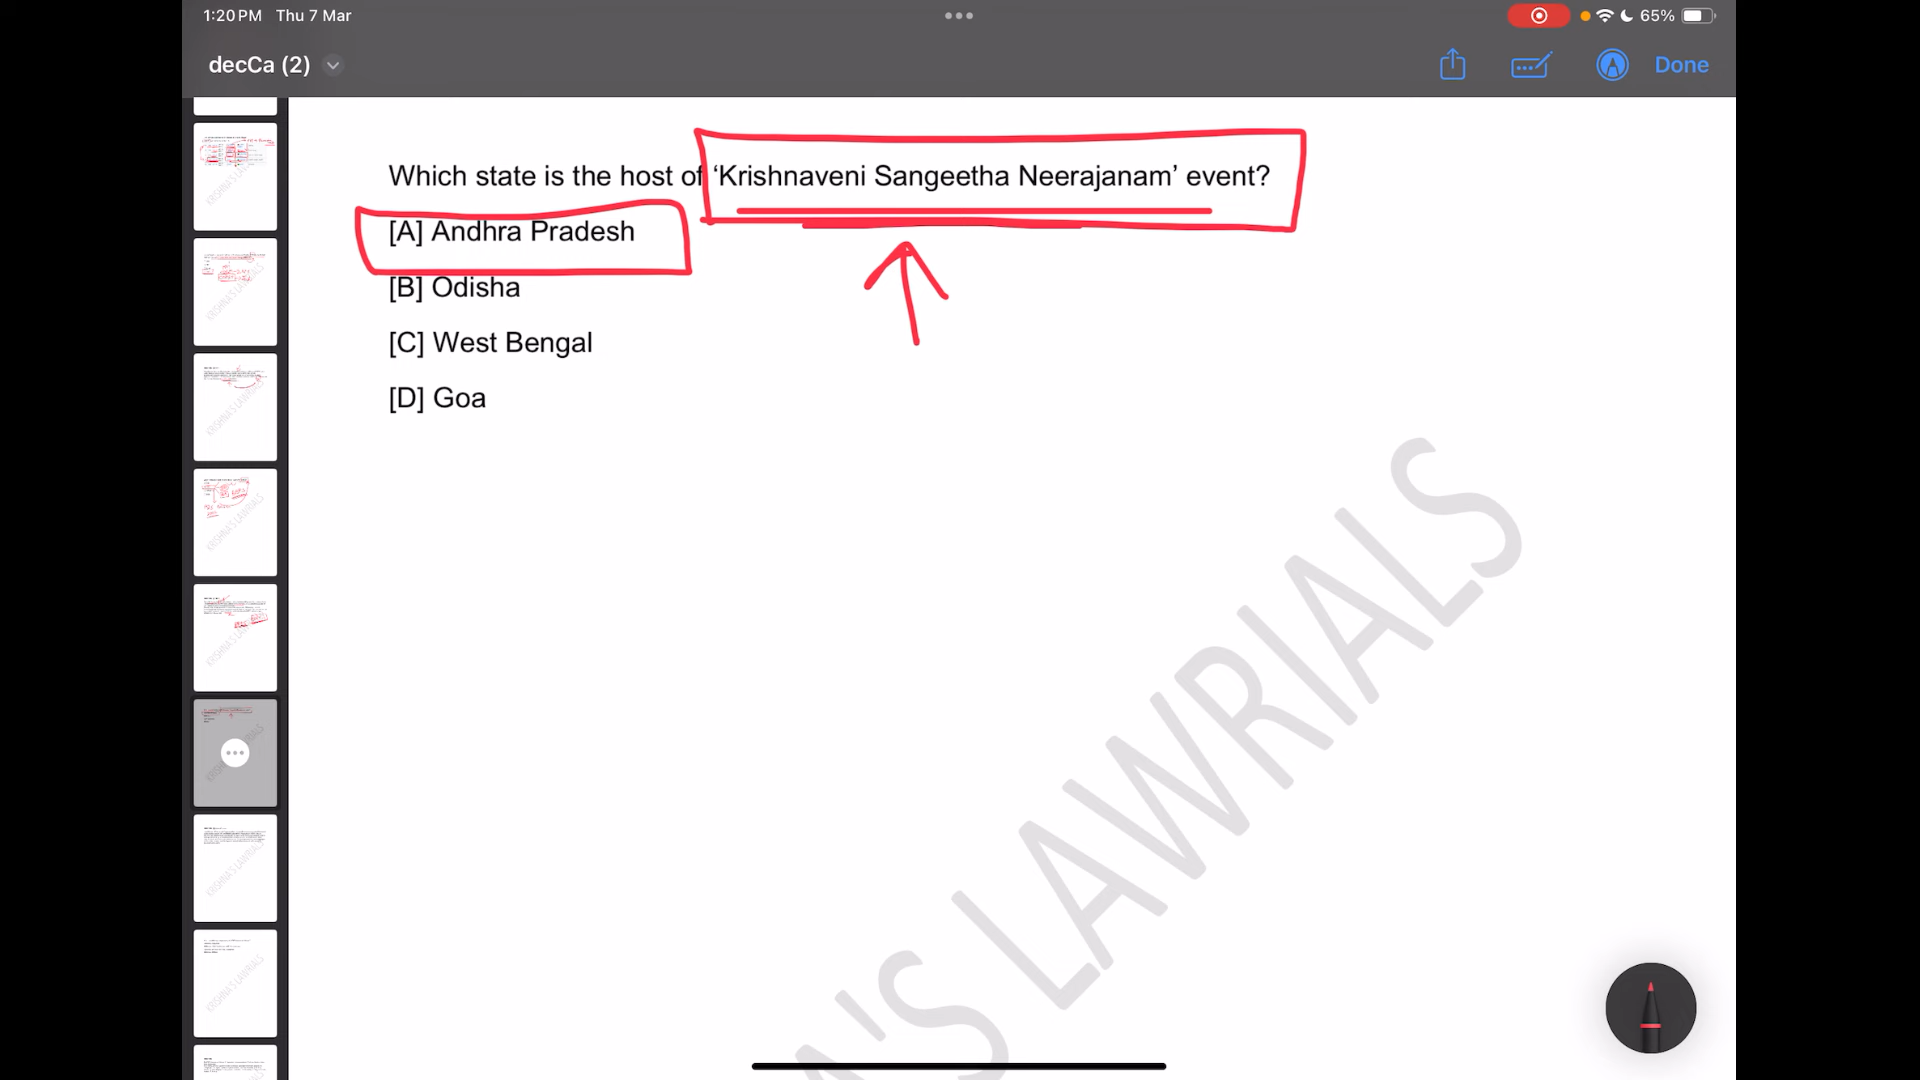 1:20 PM Thu 7 Mar
65%
decCa (2)
Done
Which state is the host of ‘Krishnaveni Sangeetha Neerajanam’ event?
[A] Andhra Pradesh
[B] Odisha
[C] West Bengal
[D] Goa
A'S LAWRIALS